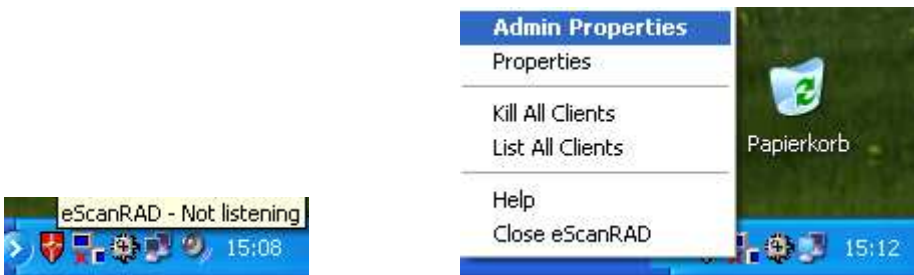 eScanRAD - Not listening
15:08
Admin Properties
Properties
Kill All Clients
List All Clients
Help
Close eScanRAD
Papierkorb
15:12